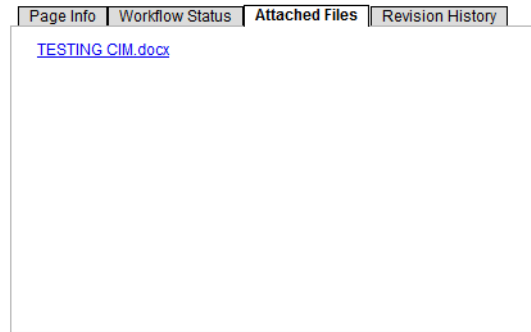 Page Info Workflow Status Attached Files Revision History
TESTING CIM.docx